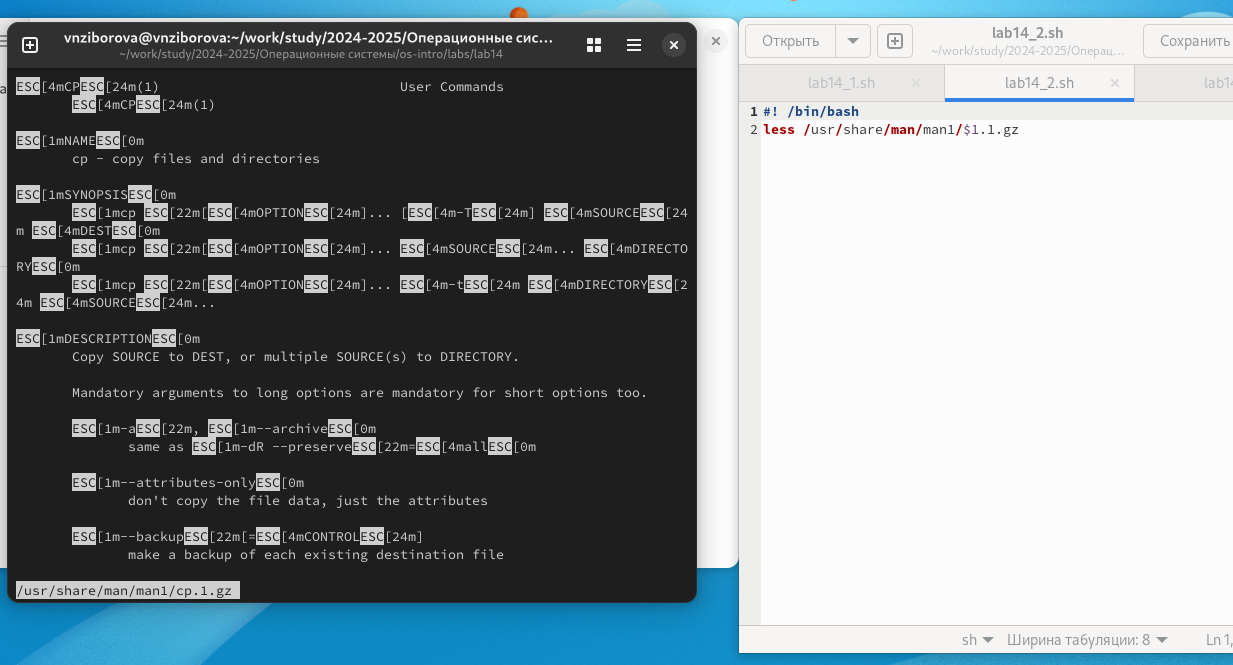 vnziborova@vnziborova:~/work/study/2024-2025/Операционные сис...
~/work/study/2024-2025/Операционные системы/os-intro/labs/lab14
ESC[4mCPESC[24m(1) User Commands
ESC[4mCPESC[24m(1)
ESC[1mNAMEESC[0m
cp - copy files and directories
ESC[1mSYNOPSISESC[0m
ESC[1mcp ESC[22m[ESC[4mOPTIONESC[24m]... [ESC[4m-TESC[24m] ESC[4mSOURCEESC[24
m ESC[4mDESTESC[0m
ESC[1mcp ESC[22m[ESC[4mOPTIONESC[24m]... ESC[4mSOURCEESC[24m... ESC[4mDIRECTO
RYESC[0m
ESC[1mcp ESC[22m[ESC[4mOPTIONESC[24m]... ESC[4m-tESC[24m ESC[4mDIRECTORYESC[2
4m ESC[4mSOURCEESC[24m...
ESC[1mDESCRIPTIONESC[0m
Copy SOURCE to DEST, or multiple SOURCE(s) to DIRECTORY.
Mandatory arguments to long options are mandatory for short options too.
ESC[1m-aESC[22m, ESC[1m--archiveESC[0m
same as ESC[1m-dR --preserveESC[22m=ESC[4mallESC[0m
ESC[1m--attributes-onlyESC[0m
don't copy the file data, just the attributes
ESC[1m--backupESC[22m[=ESC[4mCONTROLESC[24m]
make a backup of each existing destination file
/usr/share/man/man1/cp.1.gz
Открыть
lab14_2.sh
~/work/study/2024-2025/Операц...
Сохранить
lab14_1.sh
lab14_2.sh
lab14
1 #! /bin/bash
2 less /usr/share/man/man1/$1.1.gz
sh
Ширина табуляции: 8
Ln 1,